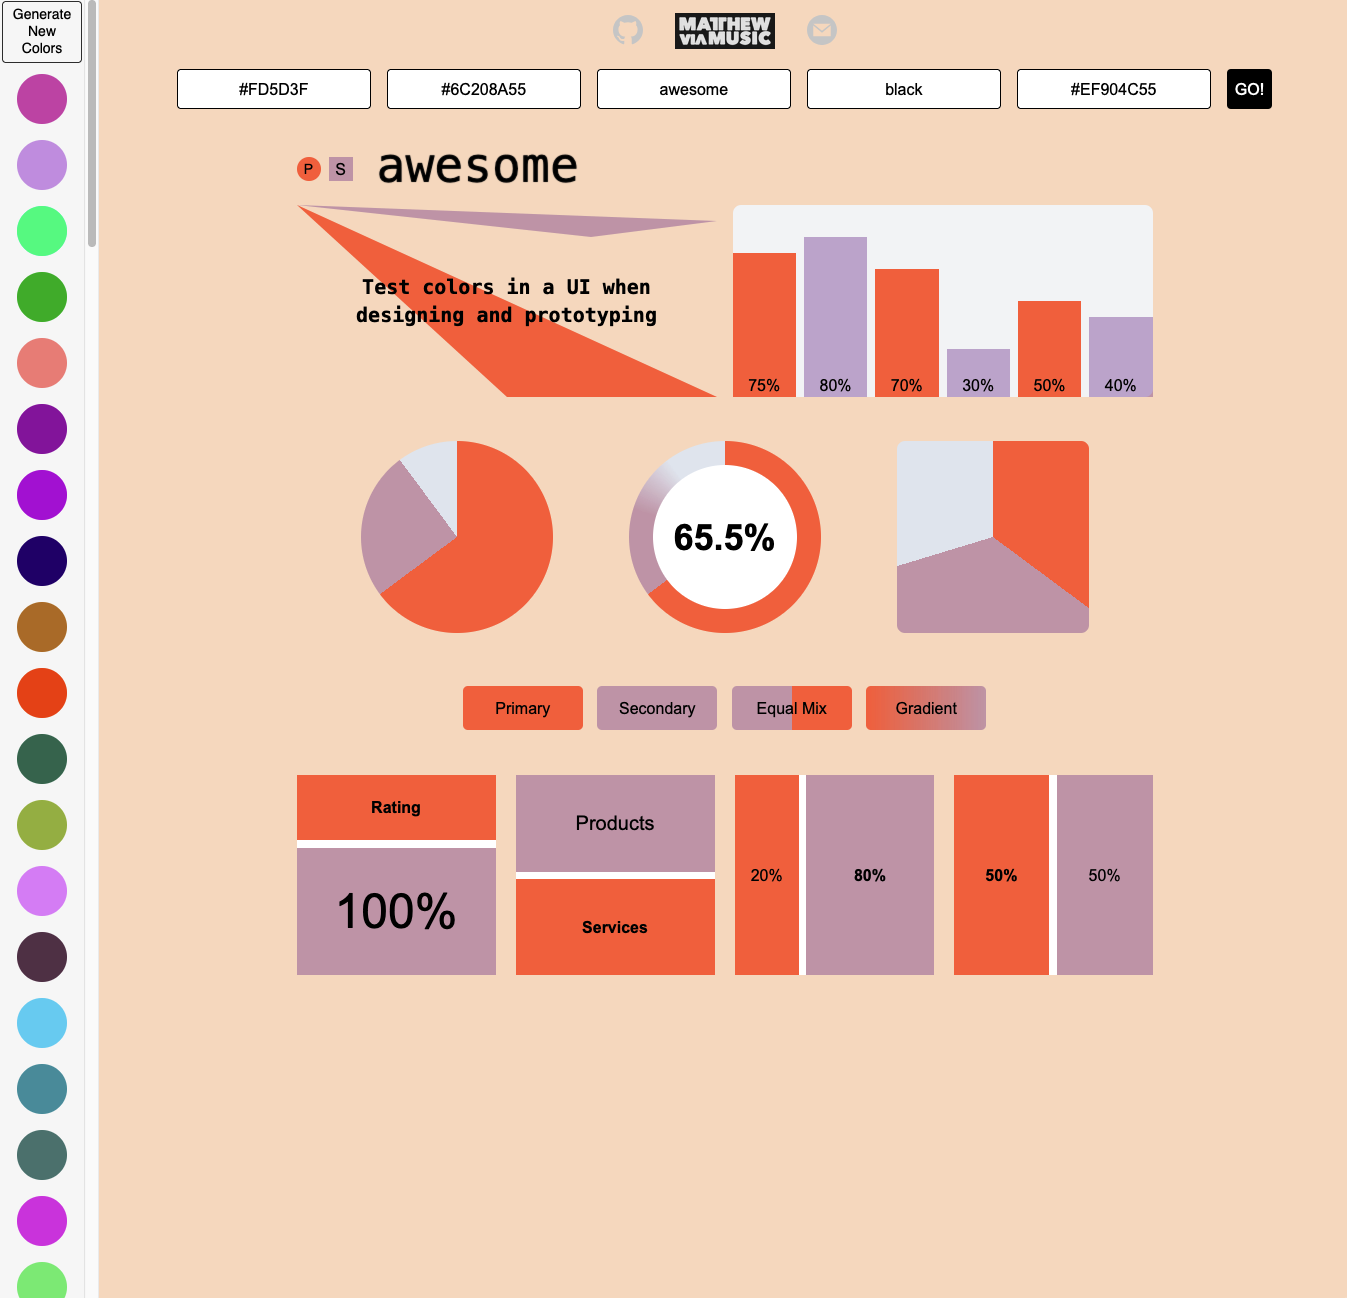 Generate
New
Colors
MATTHEW
VIA MUSIC
#FD5D3F
#6C208A55
awesome
black
#EF904C55
GO!
P
S
awesome
Test colors in a UI when
designing and prototyping
75%
80%
70%
30%
50%
40%
65.5%
Primary
Secondary
Equal Mix
Gradient
Rating
100%
Products
Services
20%
80%
50%
50%